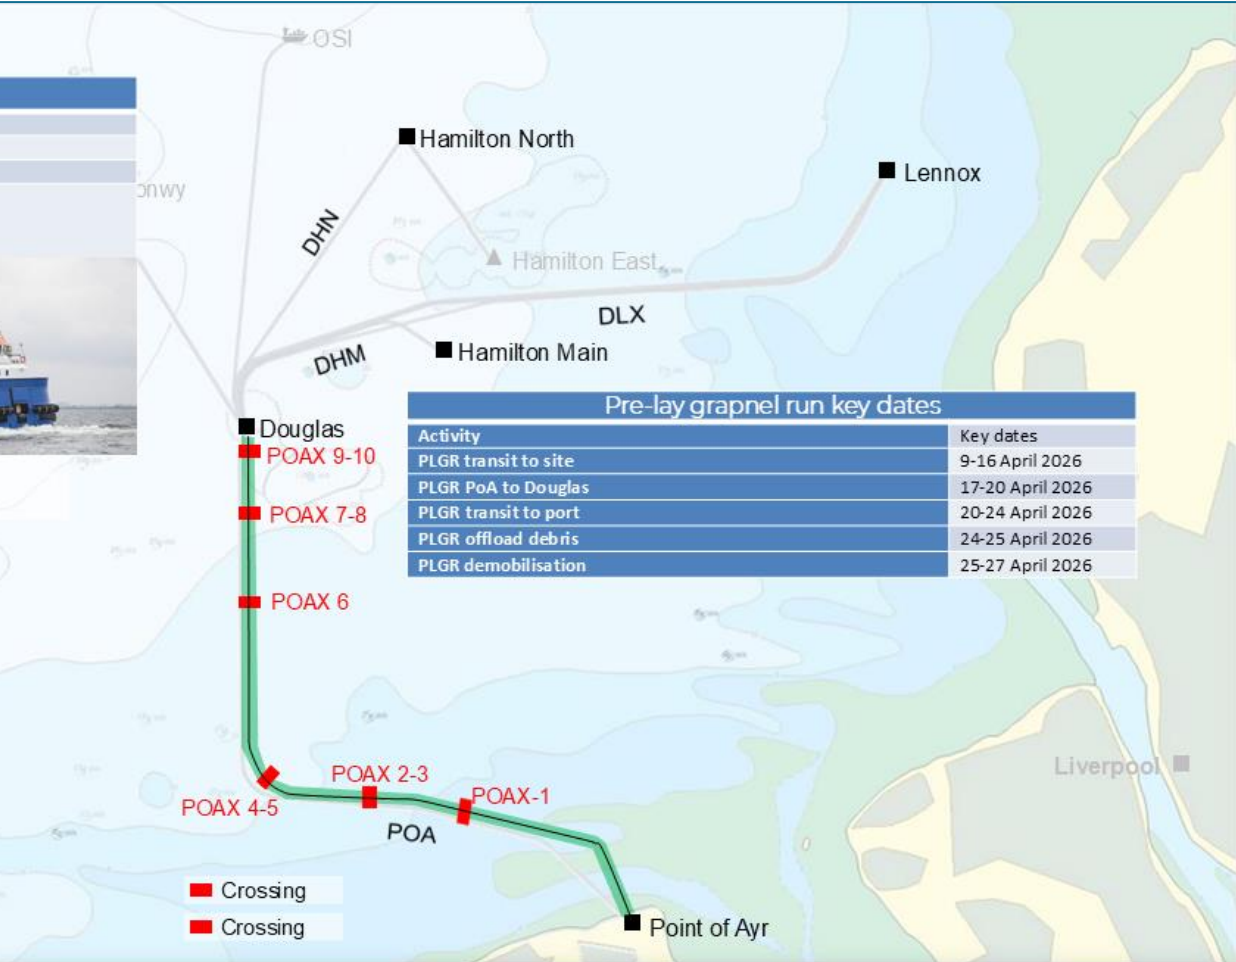 OSI
Hamilton North
Lennox
DHN
Hamilton East
DLX
DHM
Hamilton Main
Pre-lay grapnel run key dates
Activity Key dates
PLGR transit to site 9-16 April 2026
PLGR PoA to Douglas 17-20 April 2026
PLGR transit to port 20-24 April 2026
PLGR offload debris 24-25 April 2026
PLGR demobilisation 25-27 April 2026
Douglas
POAX 9-10
POAX 7-8
POAX 6
Liverpool
POAX 2-3
POAX-1
POAX 4-5
POA
Crossing
Crossing
Point of Ayr